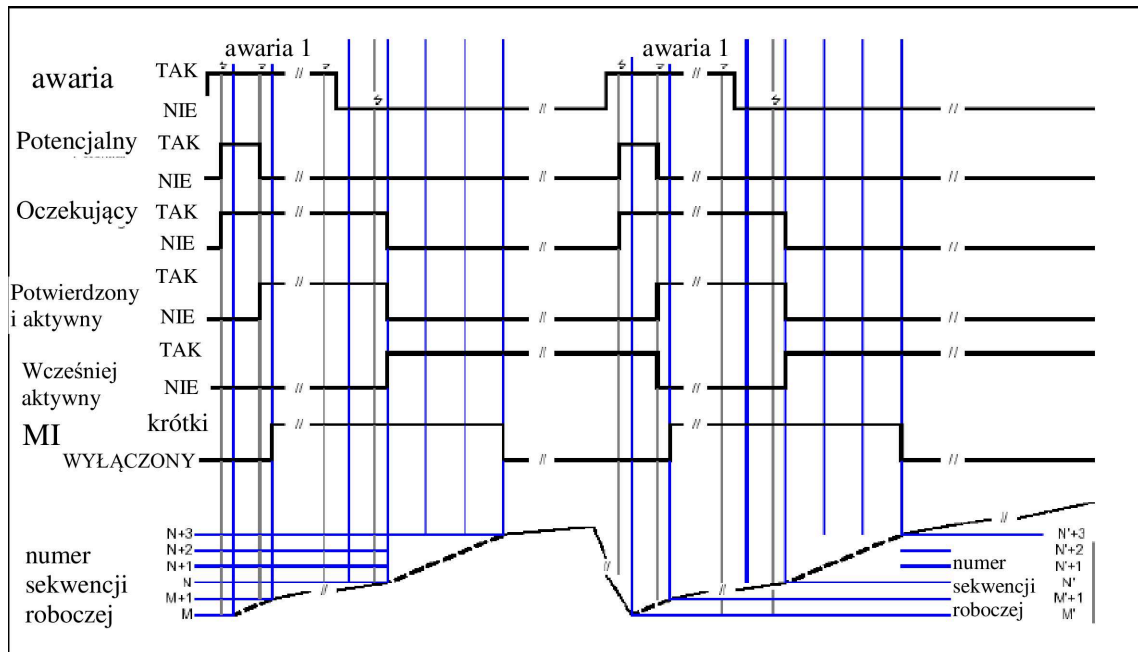 awaria 1
awaria 1
awaria
TAK
NIE
Potencjalny
TAK
NIE
Oczekujący
TAK
NIE
Potwierdzony
i aktywny
TAK
NIE
Wcześniej
aktywny
TAK
NIE
MI
krótki
WYŁĄCZONY
numer
sekwencji
roboczej
N+3
N+2
N+1
N
M+1
M
numer
sekwencji
roboczej
N'+3
N'+2
N'+1
N'
M'+1
M'